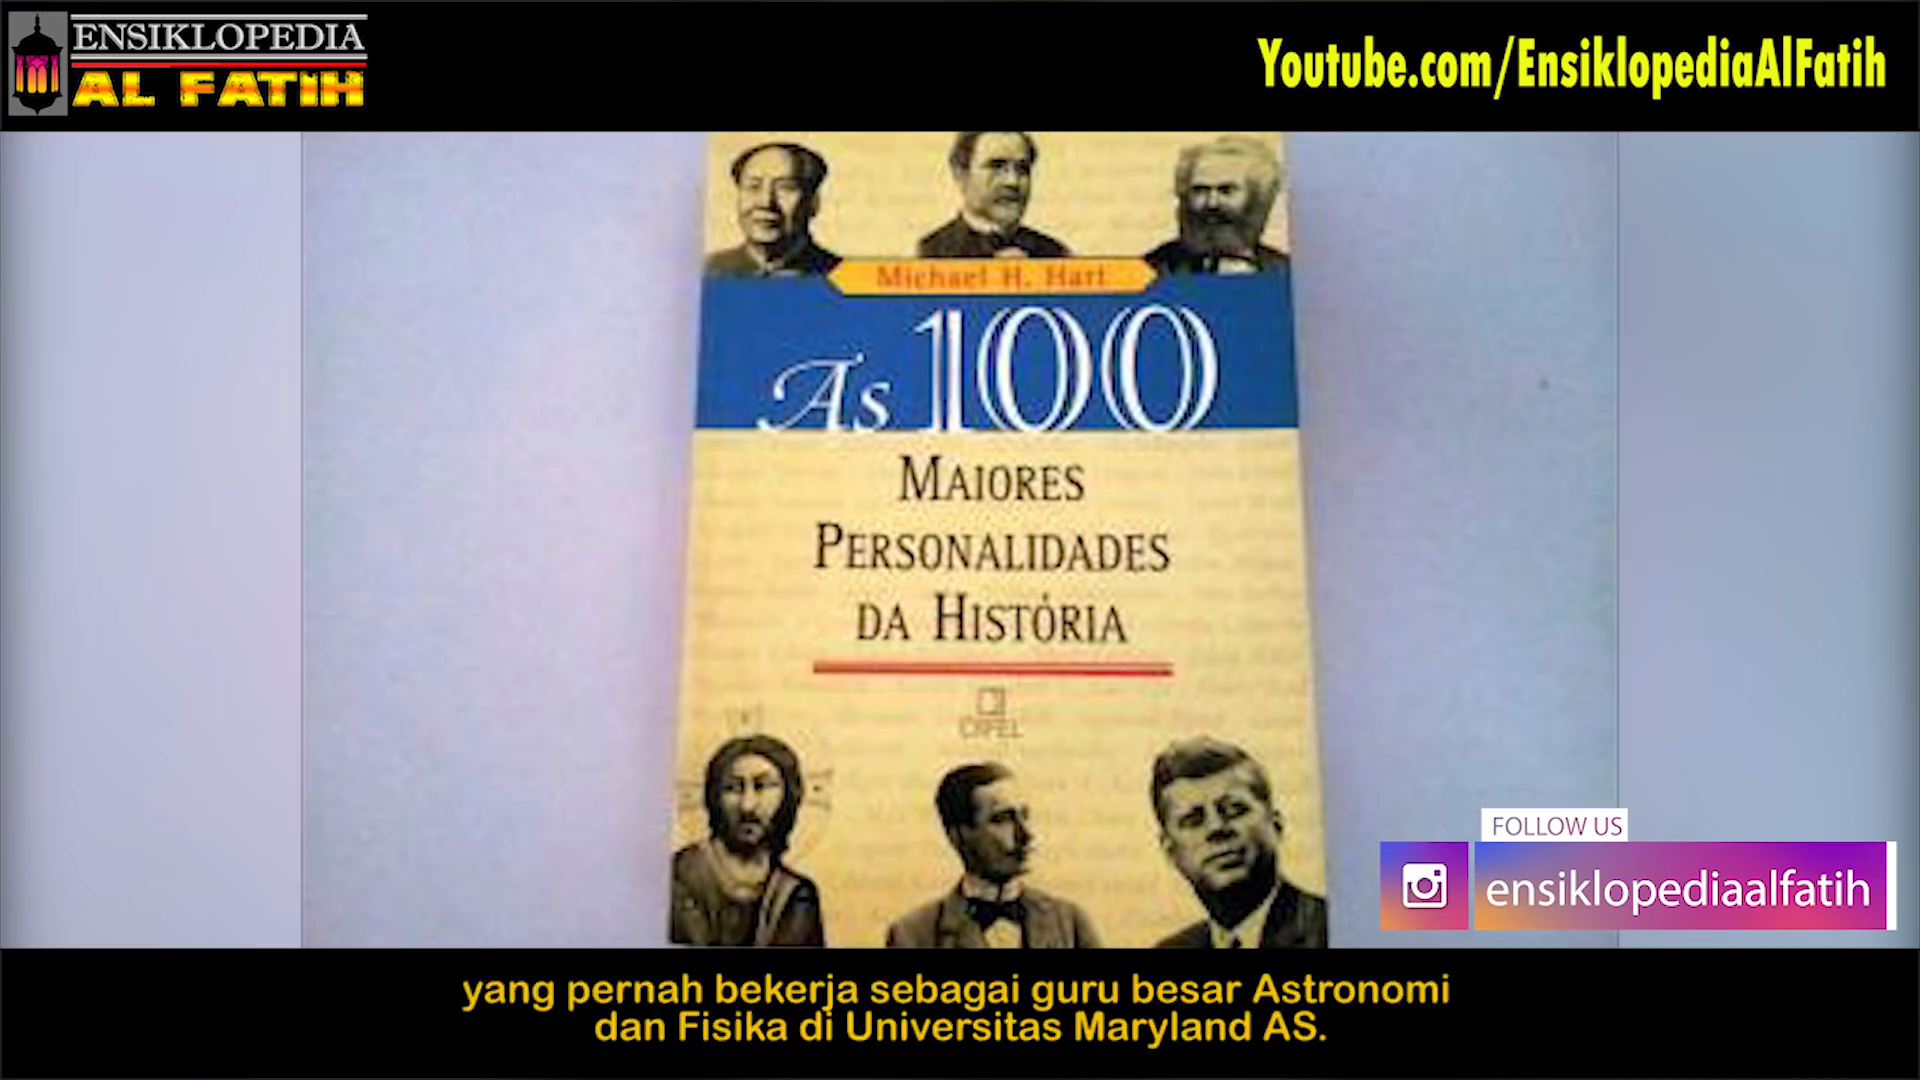 ENSIKLOPEDIA
AL FATIH
Youtube.com/EnsiklopediaAlFatih
Michael H. Hart
As 100
MAIORES
PERSONALIDADES
DA HISTÓRIA
DIFEL
FOLLOW US
ensiklopediaalfatih
yang pernah bekerja sebagai guru besar Astronomi
dan Fisika di Universitas Maryland AS.